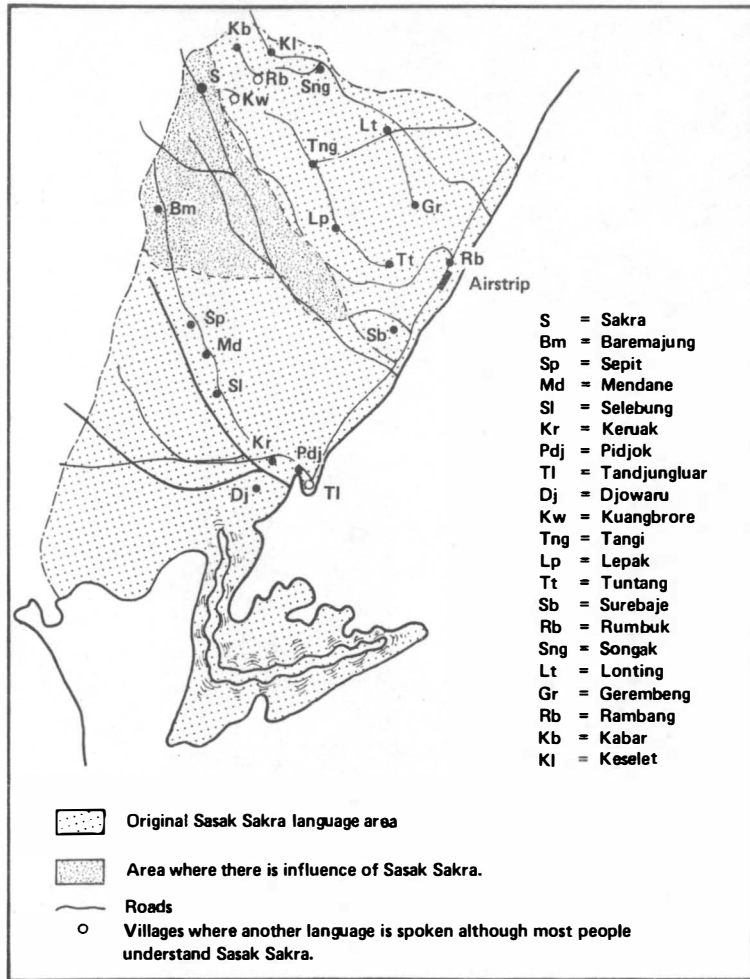 Kb
Kl
S
Rb
Sng
Kw
Lt
Tng
Bm
Gr
Lp
Tt
Rb
Airstrip
Sp
Sb
Md
Sl
Kr
Pdj
Dj
Tl
S = Sakra
Bm = Baremajung
Sp = Sepit
Md = Mendane
Sl = Selebung
Kr = Keruak
Pdj = Pidjok
Tl = Tandjungluar
Dj = Djowaru
Kw = Kuangbrore
Tng = Tangi
Lp = Lepak
Tt = Tuntang
Sb = Surebaje
Rb = Rumbuk
Sng = Songak
Lt = Lonting
Gr = Gerembeng
Rb = Rambang
Kb = Kabar
Kl = Keselet
Original Sasak Sakra language area
Area where there is influence of Sasak Sakra.
Roads
Villages where another language is spoken although most people
understand Sasak Sakra.